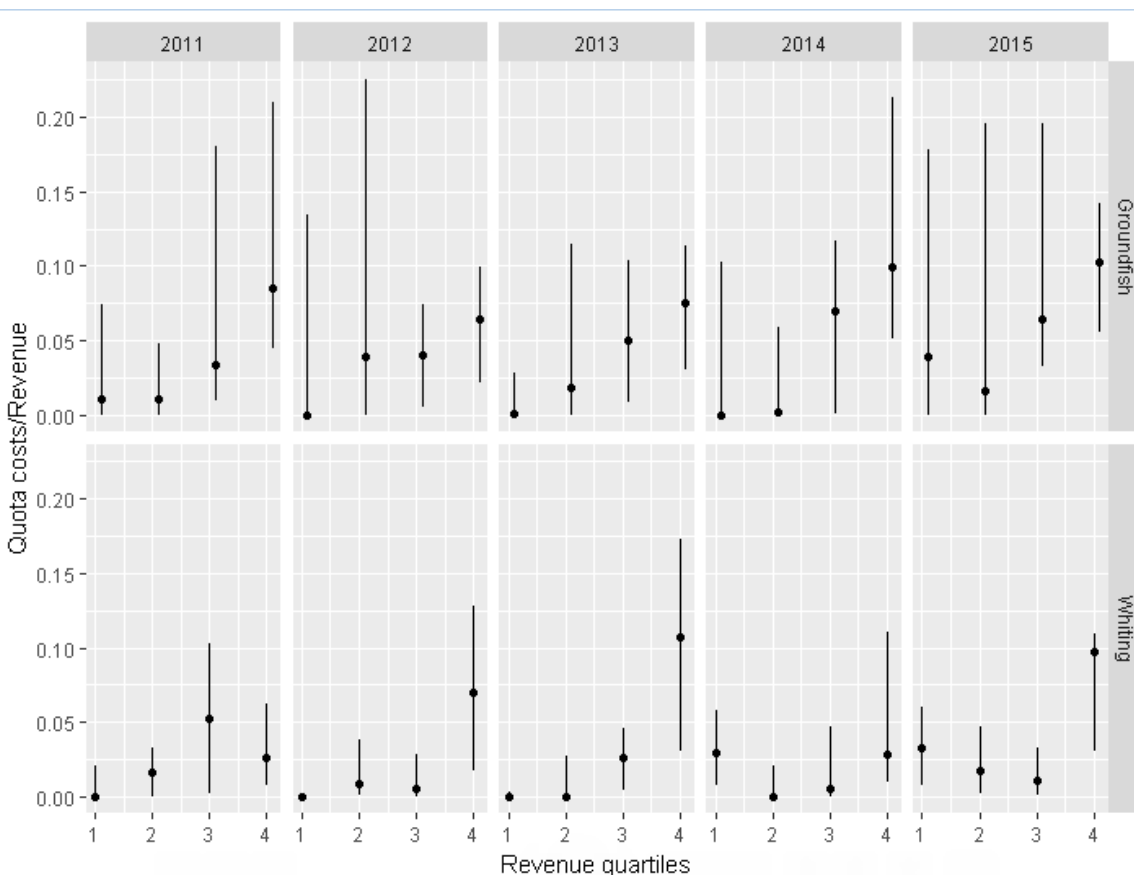 2011 2012 2013 2014 2015
Quota costs/Revenue
0.20
0.15
0.10
0.05
0.00
Groundfish
0.20
0.15
0.10
0.05
0.00
Whiting
1 2 3 4 1 2 3 4 1 2 3 4 1 2 3 4 1 2 3 4
Revenue quartiles